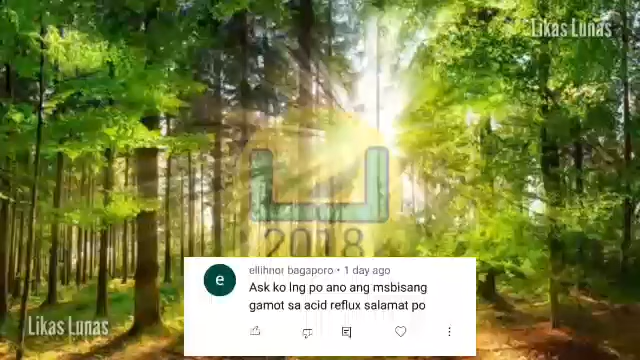 Likas Lunas
2018
ellihnor bagaporo • 1 day ago
e
Ask ko lng po ano ang msbisang
gamot sa acid reflux salamat po
Likas Lunas